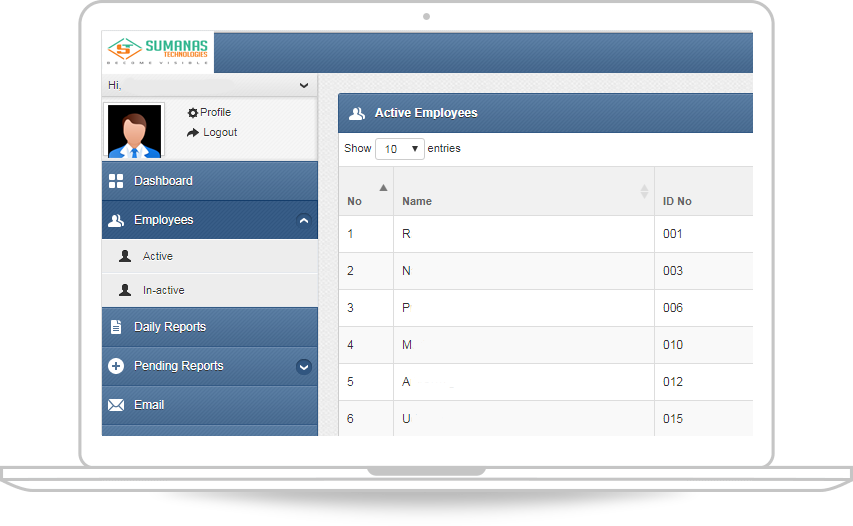 SUMANAS
TECHNOLOGIES
BECOME VISIBLE
Hi,
Profile
Logout
Dashboard
Employees
Active
In-active
Daily Reports
Pending Reports
Email
Active Employees
Show 10 entries
No Name ID No
1 R 001
2 N 003
3 P 006
4 M 010
5 A 012
6 U 015